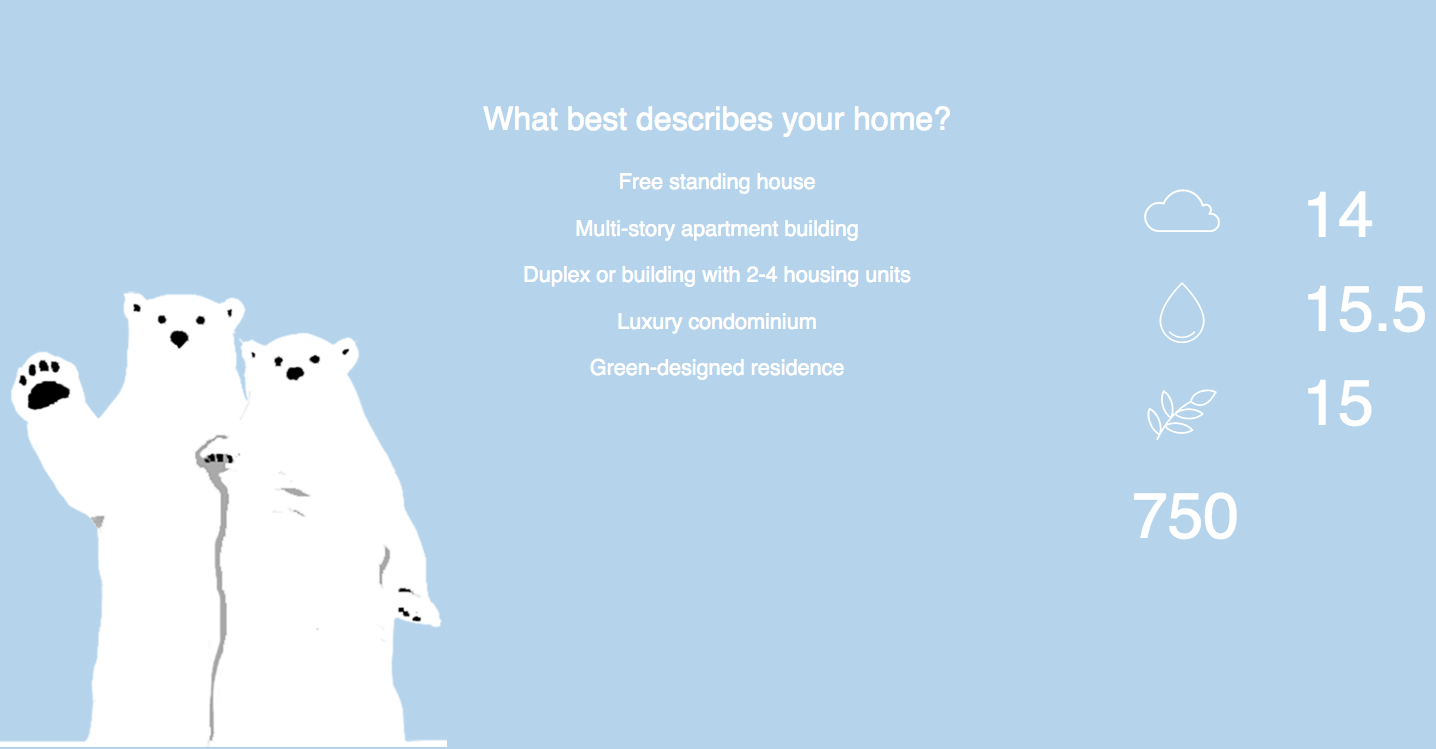 What best describes your home?
Free standing house
Multi-story apartment building
Duplex or building with 2-4 housing units
Luxury condominium
Green-designed residence
14
15.5
15
750